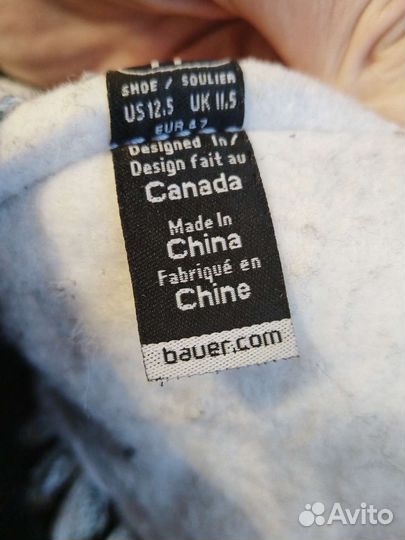 SHOE / SOULIER
US 12.5 UK 11.5
EUR 47
Designed In/
Design fait au
Canada
Made In
China
Fabriqué en
Chine
bauer.com
Avito